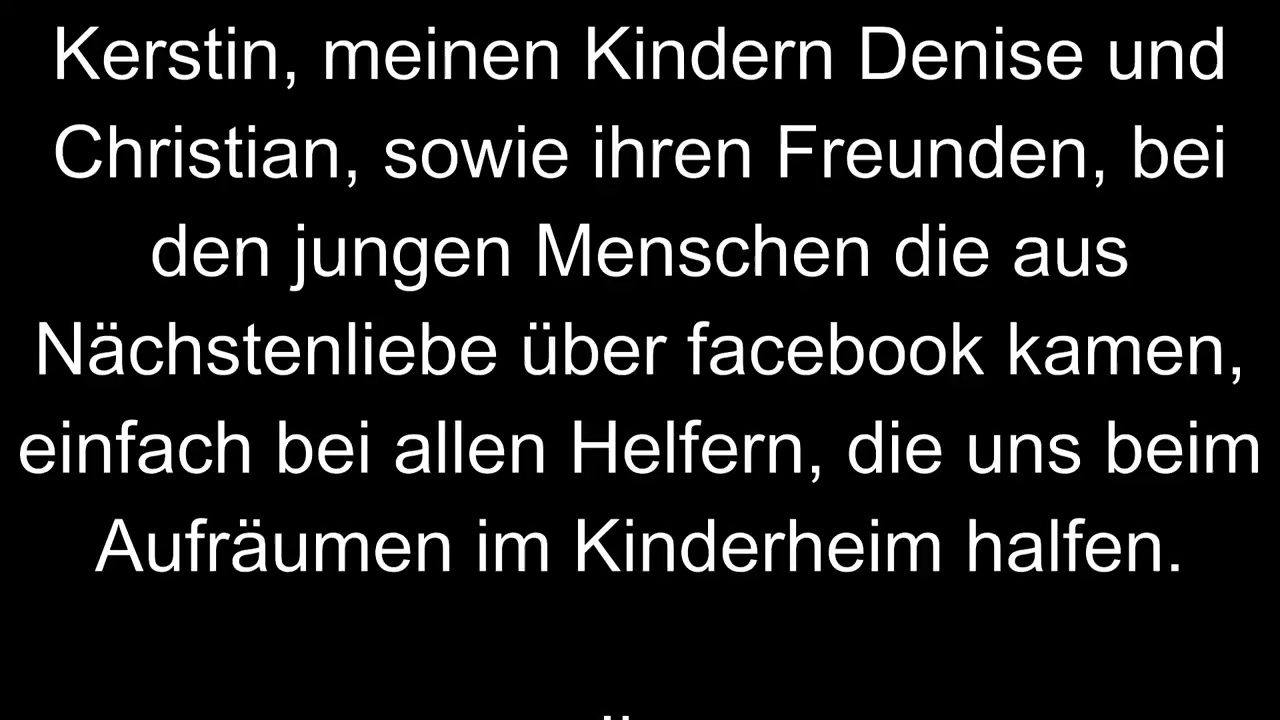 Kerstin, meinen Kindern Denise und
Christian, sowie ihren Freunden, bei
den jungen Menschen die aus
Nächstenliebe über facebook kamen,
einfach bei allen Helfern, die uns beim
Aufräumen im Kinderheim halfen.